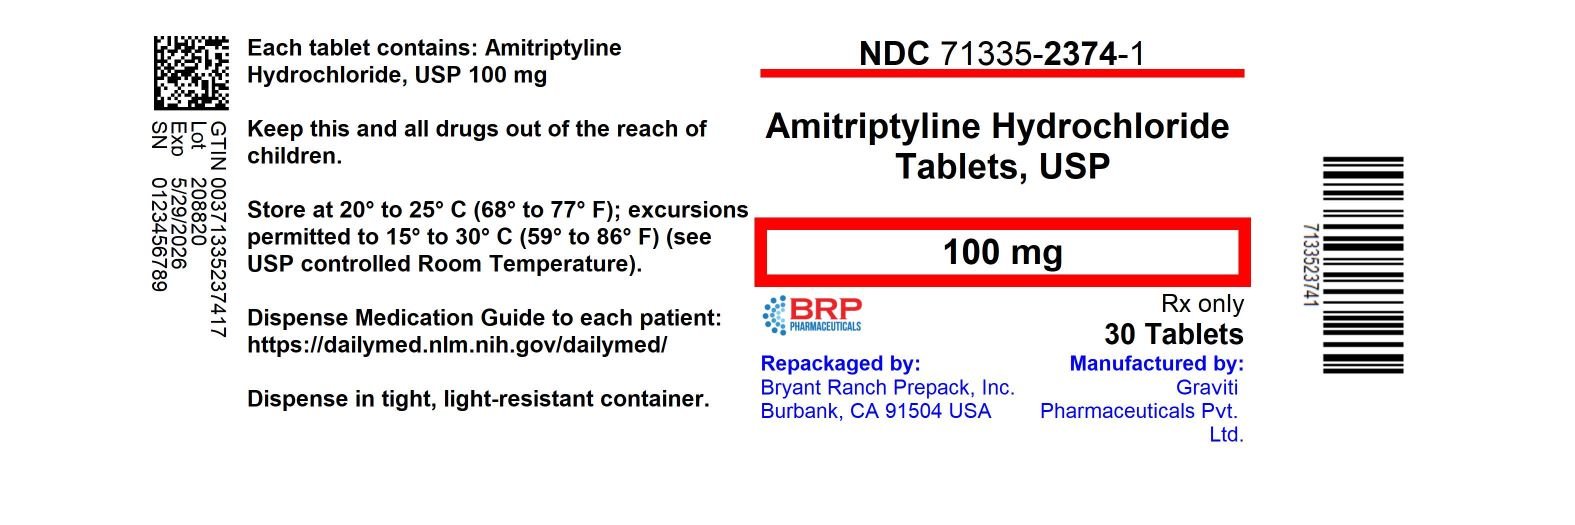 GTIN 00371335237417
Lot 208820
Exp 5/29/2026
SN 0123456789
Each tablet contains: Amitriptyline
Hydrochloride, USP 100 mg
Keep this and all drugs out of the reach of
children.
Store at 20° to 25° C (68° to 77° F); excursions
permitted to 15° to 30° C (59° to 86° F) (see
USP controlled Room Temperature).
Dispense Medication Guide to each patient:
https://dailymed.nlm.nih.gov/dailymed/
Dispense in tight, light-resistant container.
NDC 71335-2374-1
Amitriptyline Hydrochloride
Tablets, USP
100 mg
BRP
PHARMACEUTICALS
Rx only
30 Tablets
Repackaged by:
Bryant Ranch Prepack, Inc.
Burbank, CA 91504 USA
Manufactured by:
Graviti
Pharmaceuticals Pvt.
Ltd.
7133523741